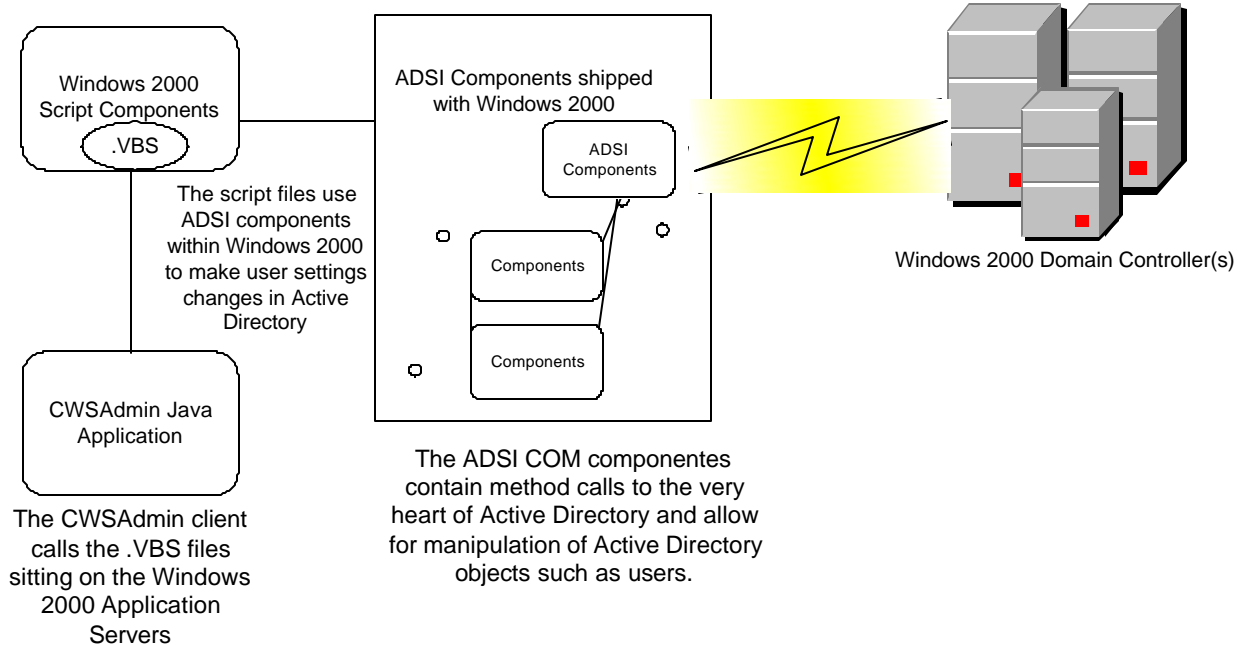 Windows 2000
Script Components
.VBS
The script files use
ADSI components
within Windows 2000
to make user settings
changes in Active
Directory
CWSAdmin Java
Application
The CWSAdmin client
calls the .VBS files
sitting on the Windows
2000 Application
Servers
ADSI Components shipped
with Windows 2000
ADSI
Components
Components
Components
The ADSI COM componentes
contain method calls to the very
heart of Active Directory and allow
for manipulation of Active Directory
objects such as users.
Windows 2000 Domain Controller(s)